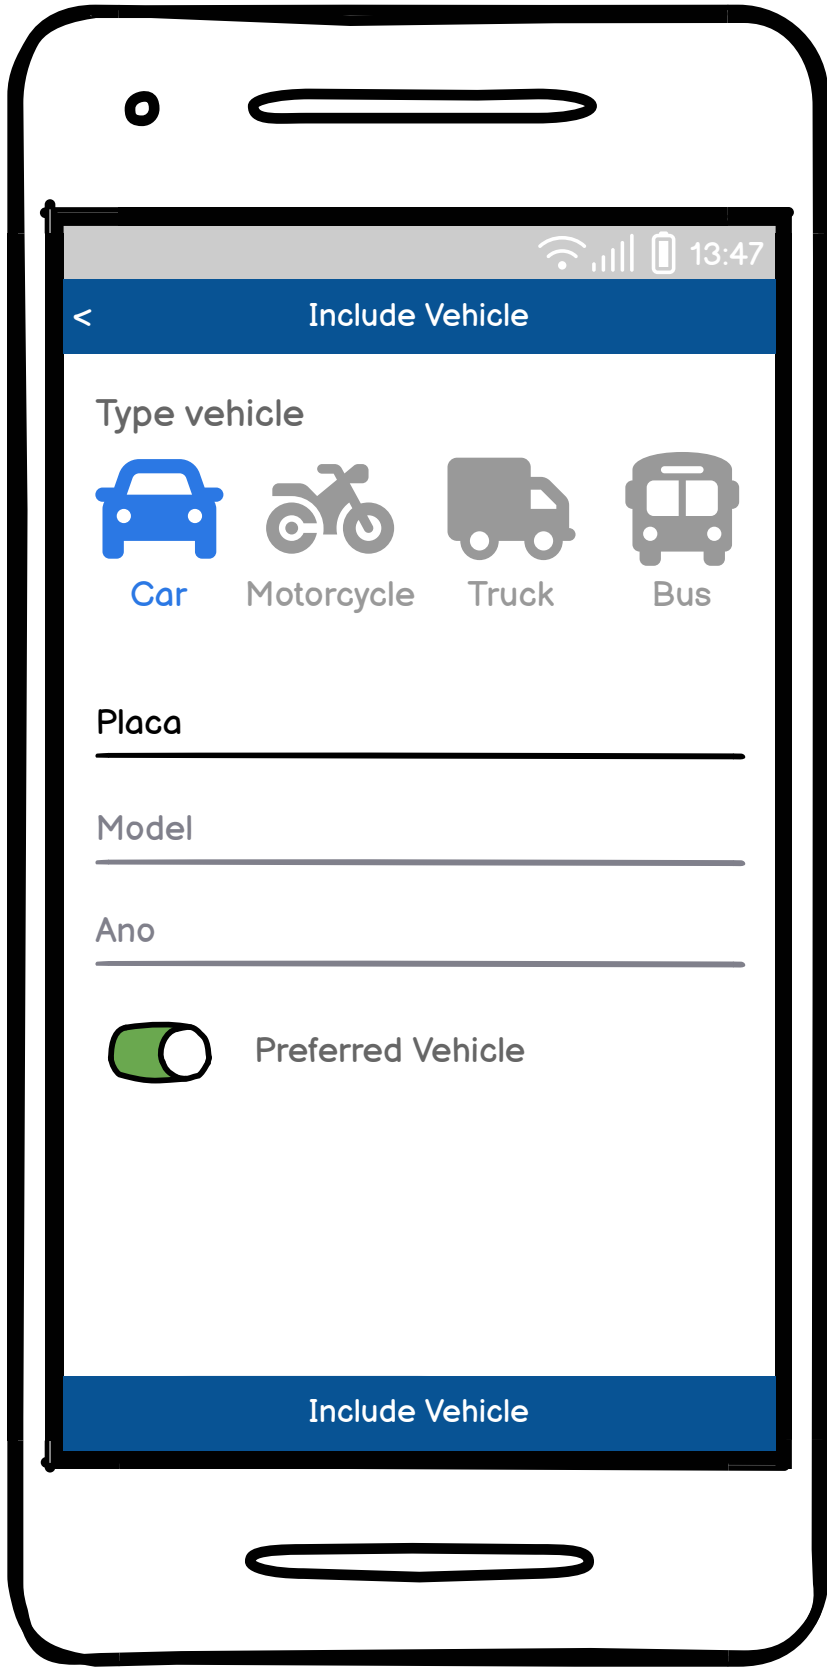 13:47
< Include Vehicle
Type vehicle
Car Motorcycle Truck Bus
Placa
Model
Ano
Preferred Vehicle
Include Vehicle